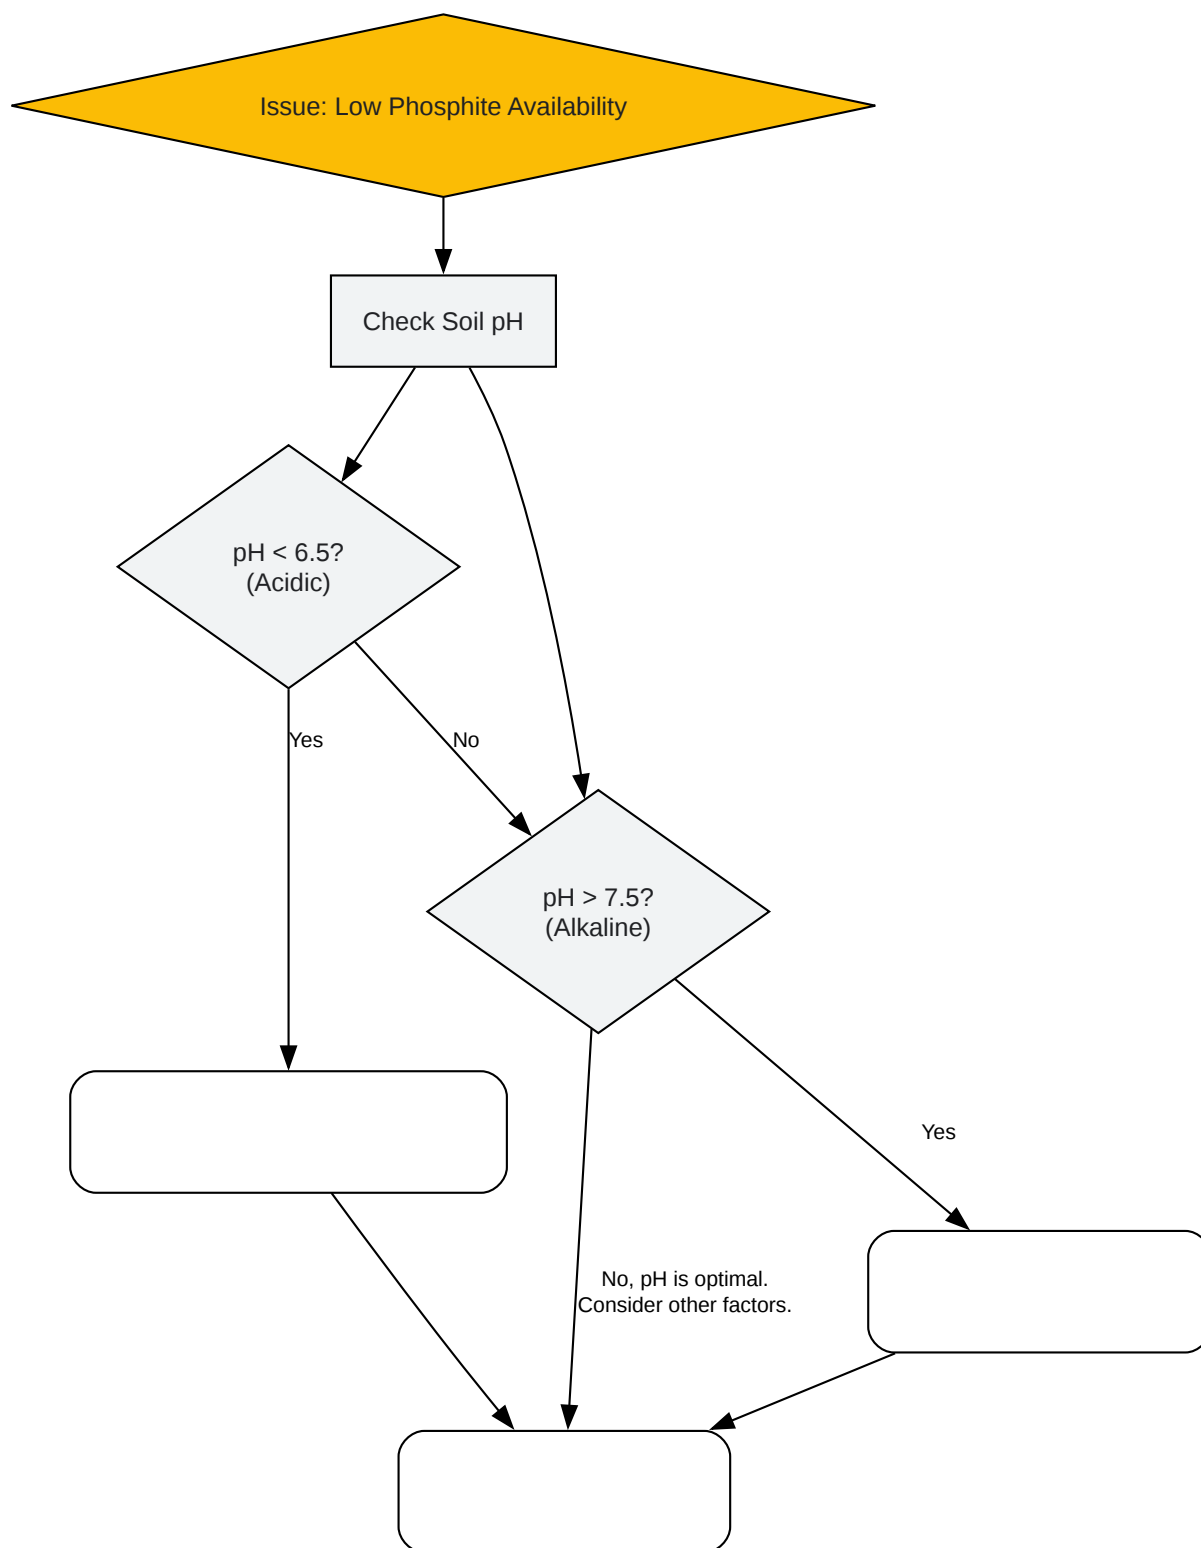 Issue: Low Phosphite Availability
Check Soil pH
pH < 6.5?
(Acidic)
Yes
No
pH > 7.5?
(Alkaline)
Yes
No, pH is optimal.
Consider other factors.